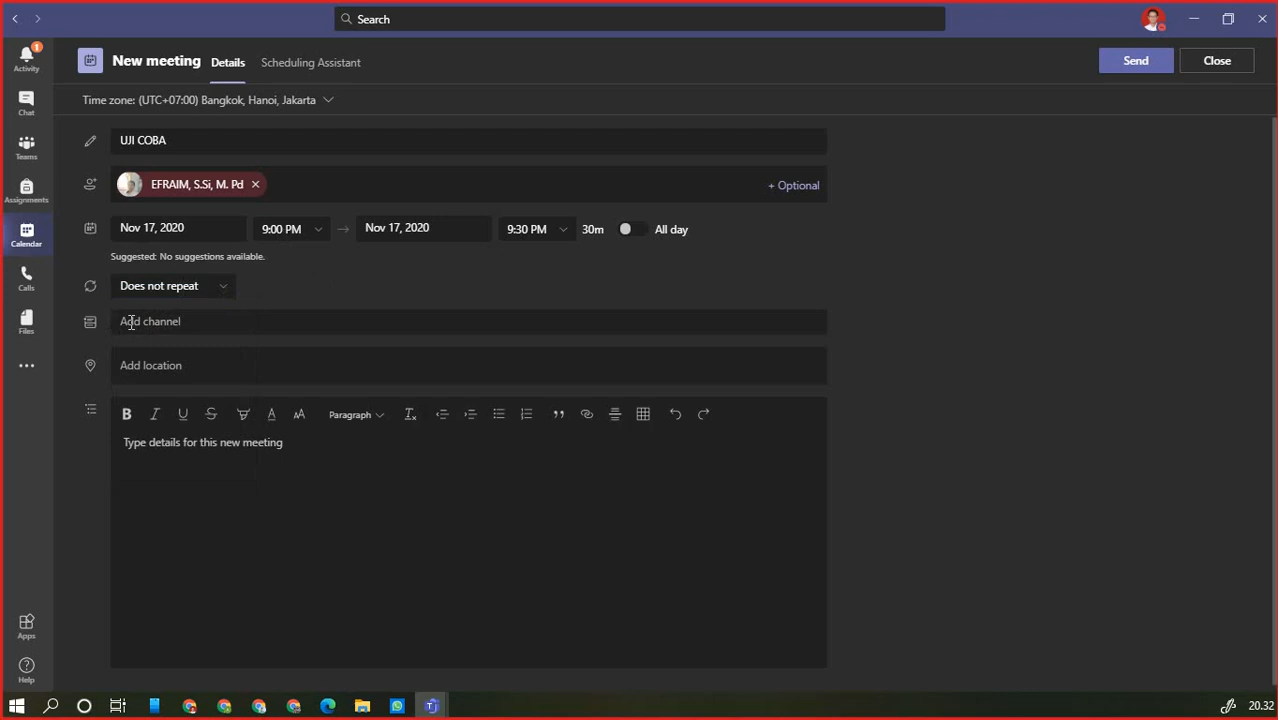 Search
1
Activity
Chat
Teams
Assignments
Calendar
Calls
Files
Apps
Help
New meeting
Details
Scheduling Assistant
Send
Close
Time zone: (UTC+07:00) Bangkok, Hanoi, Jakarta
UJI COBA
EFRAIM, S.Si, M. Pd
+ Optional
Nov 17, 2020
9:00 PM
Nov 17, 2020
9:30 PM
30m
All day
Suggested: No suggestions available.
Does not repeat
Add channel
Add location
B I U S A AA Paragraph
Type details for this new meeting
20.32